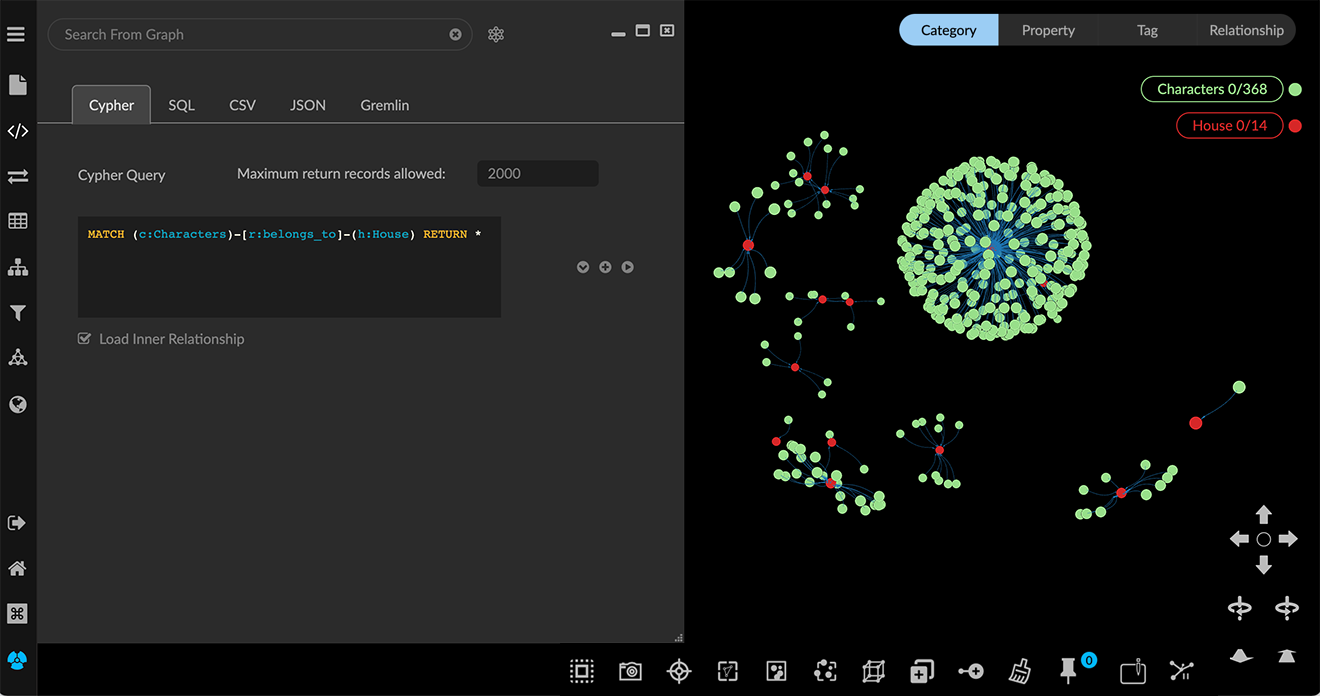 Search From Graph
Category Property Tag Relationship
Cypher SQL CSV JSON Gremlin
Characters 0/368
House 0/14
Cypher Query
Maximum return records allowed: 2000
MATCH (c:Characters)-[r:belongs_to]-(h:House) RETURN *
Load Inner Relationship
0